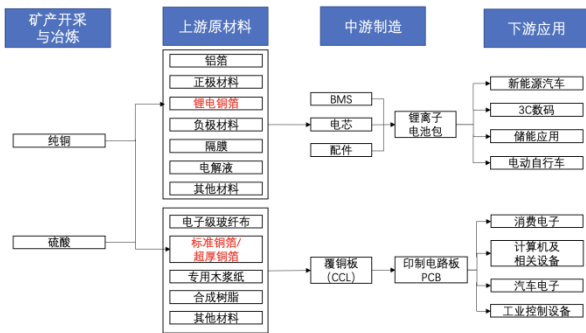 矿产开采
与冶炼
上游原材料
中游制造
下游应用
纯铜
硫酸
铝箔
正极材料
锂电铜箔
负极材料
隔膜
电解液
其他材料
BMS
电芯
配件
锂离子
电池包
新能源汽车
3C数码
储能应用
电动自行车
电子级玻纤布
标准铜箔/
超厚铜箔
专用木浆纸
合成树脂
其他材料
覆铜板
(CCL)
印制电路板
PCB
消费电子
计算机及
相关设备
汽车电子
工业控制设备